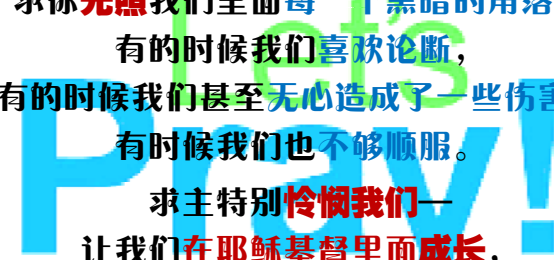 求你光照我们里面每一个黑暗的角落
Let's
有的时候我们喜欢论断，
有的时候我们甚至无心造成了一些伤害
Pray!
有时候我们也不够顺服。
求主特别怜悯我们—
让我们在耶稣基督里面成长，